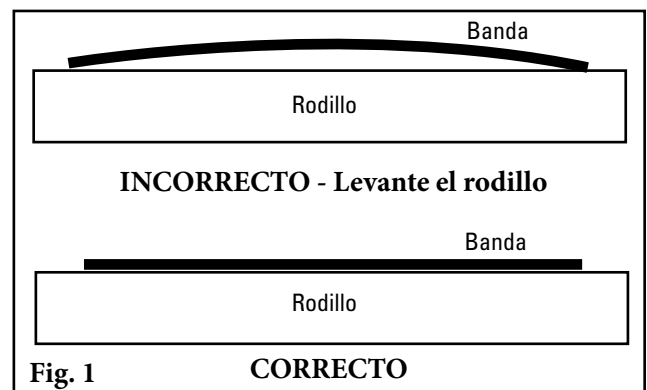 Banda
Rodillo
INCORRECTO - Levante el rodillo
Banda
Rodillo
Fig. 1 CORRECTO